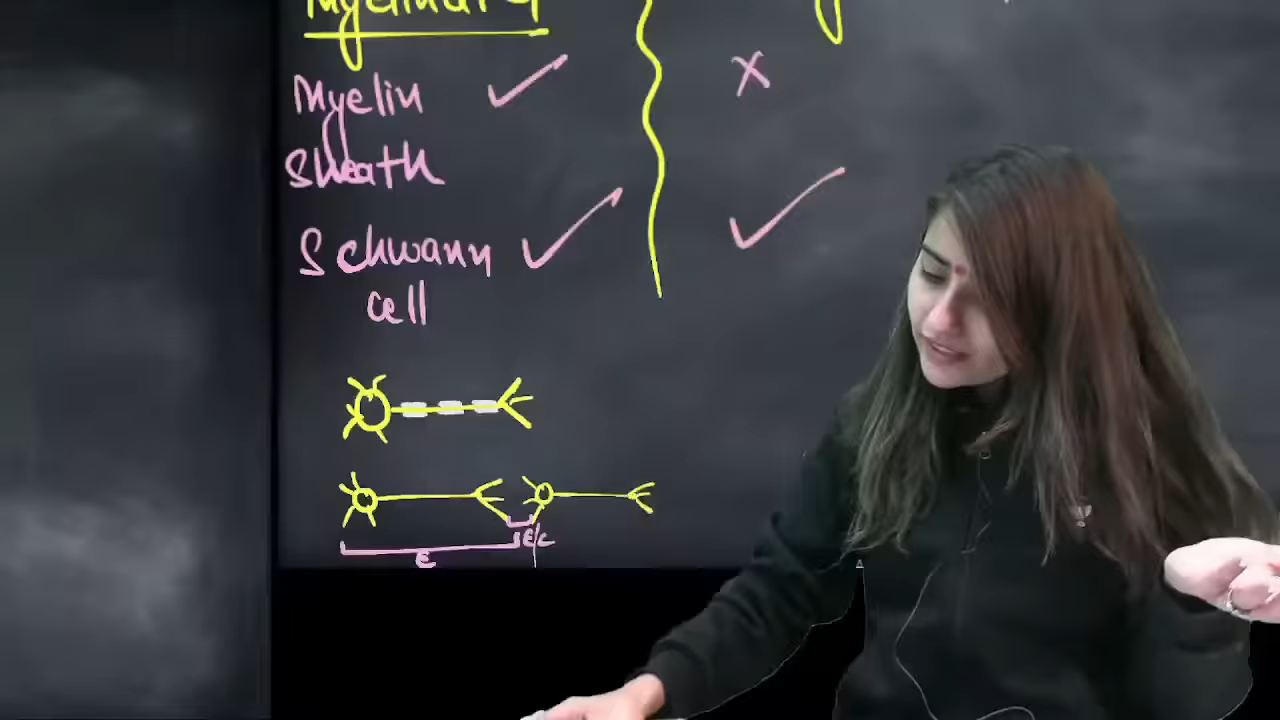 Myelin ✓ X
Sheath
Schwann ✓ ✓
cell
E E/C